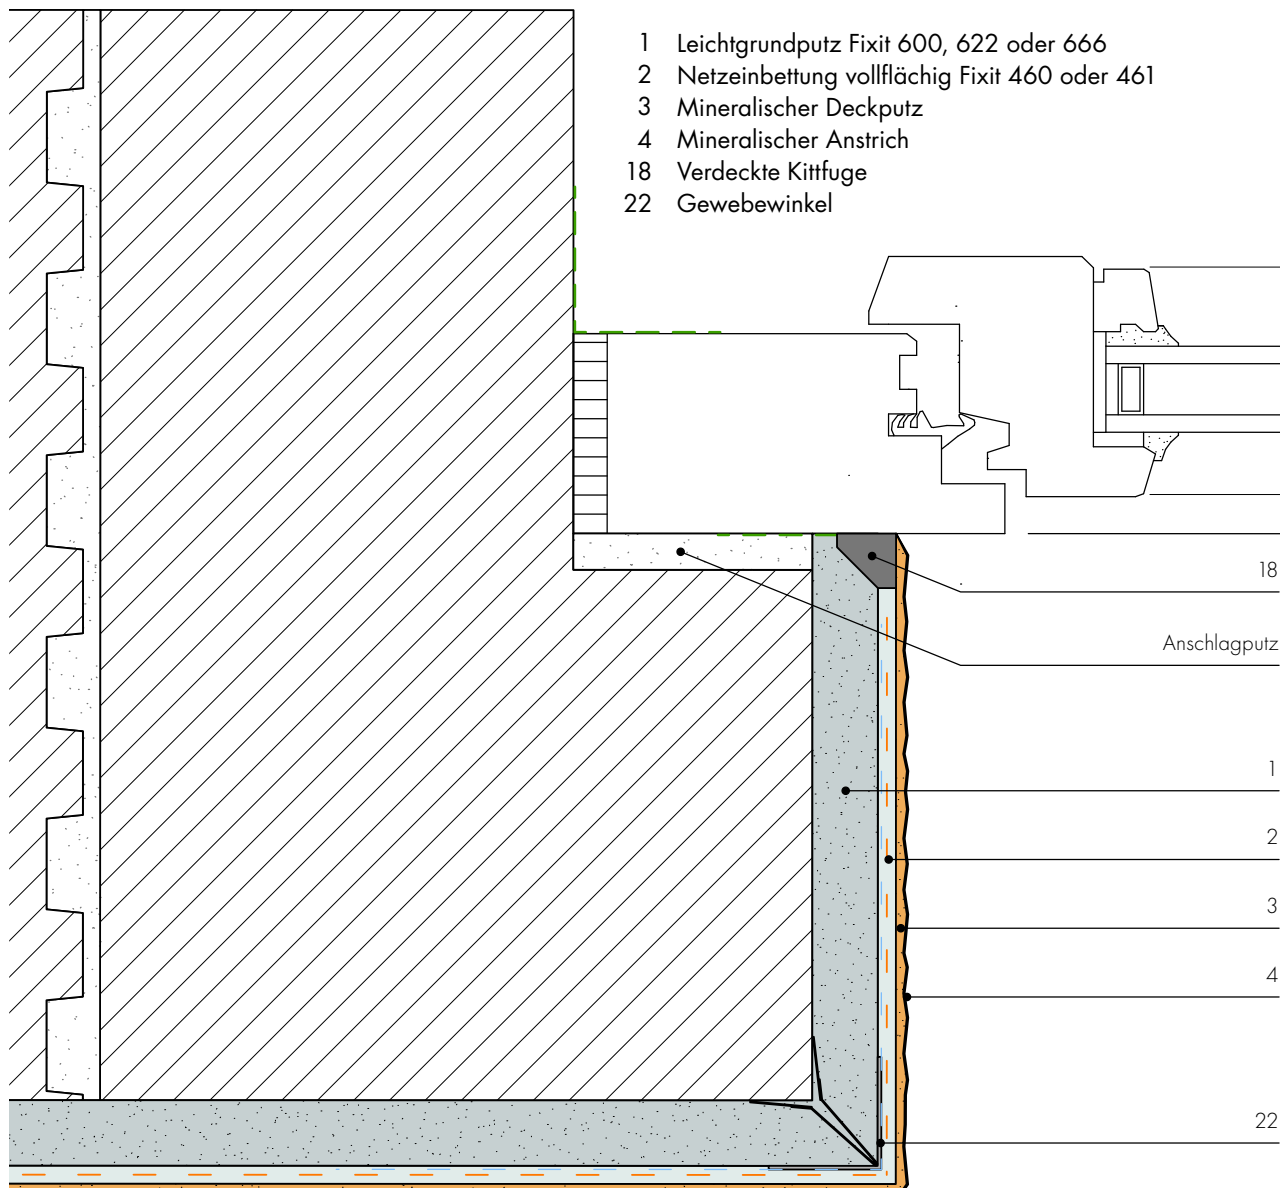 1 Leichtgrundputz Fixit 600, 622 oder 666
2 Netzeinbettung vollflächig Fixit 460 oder 461
3 Mineralischer Deckputz
4 Mineralischer Anstrich
18 Verdeckte Kittfuge
22 Gewebewinkel
18
Anschlagputz
1
2
3
4
22